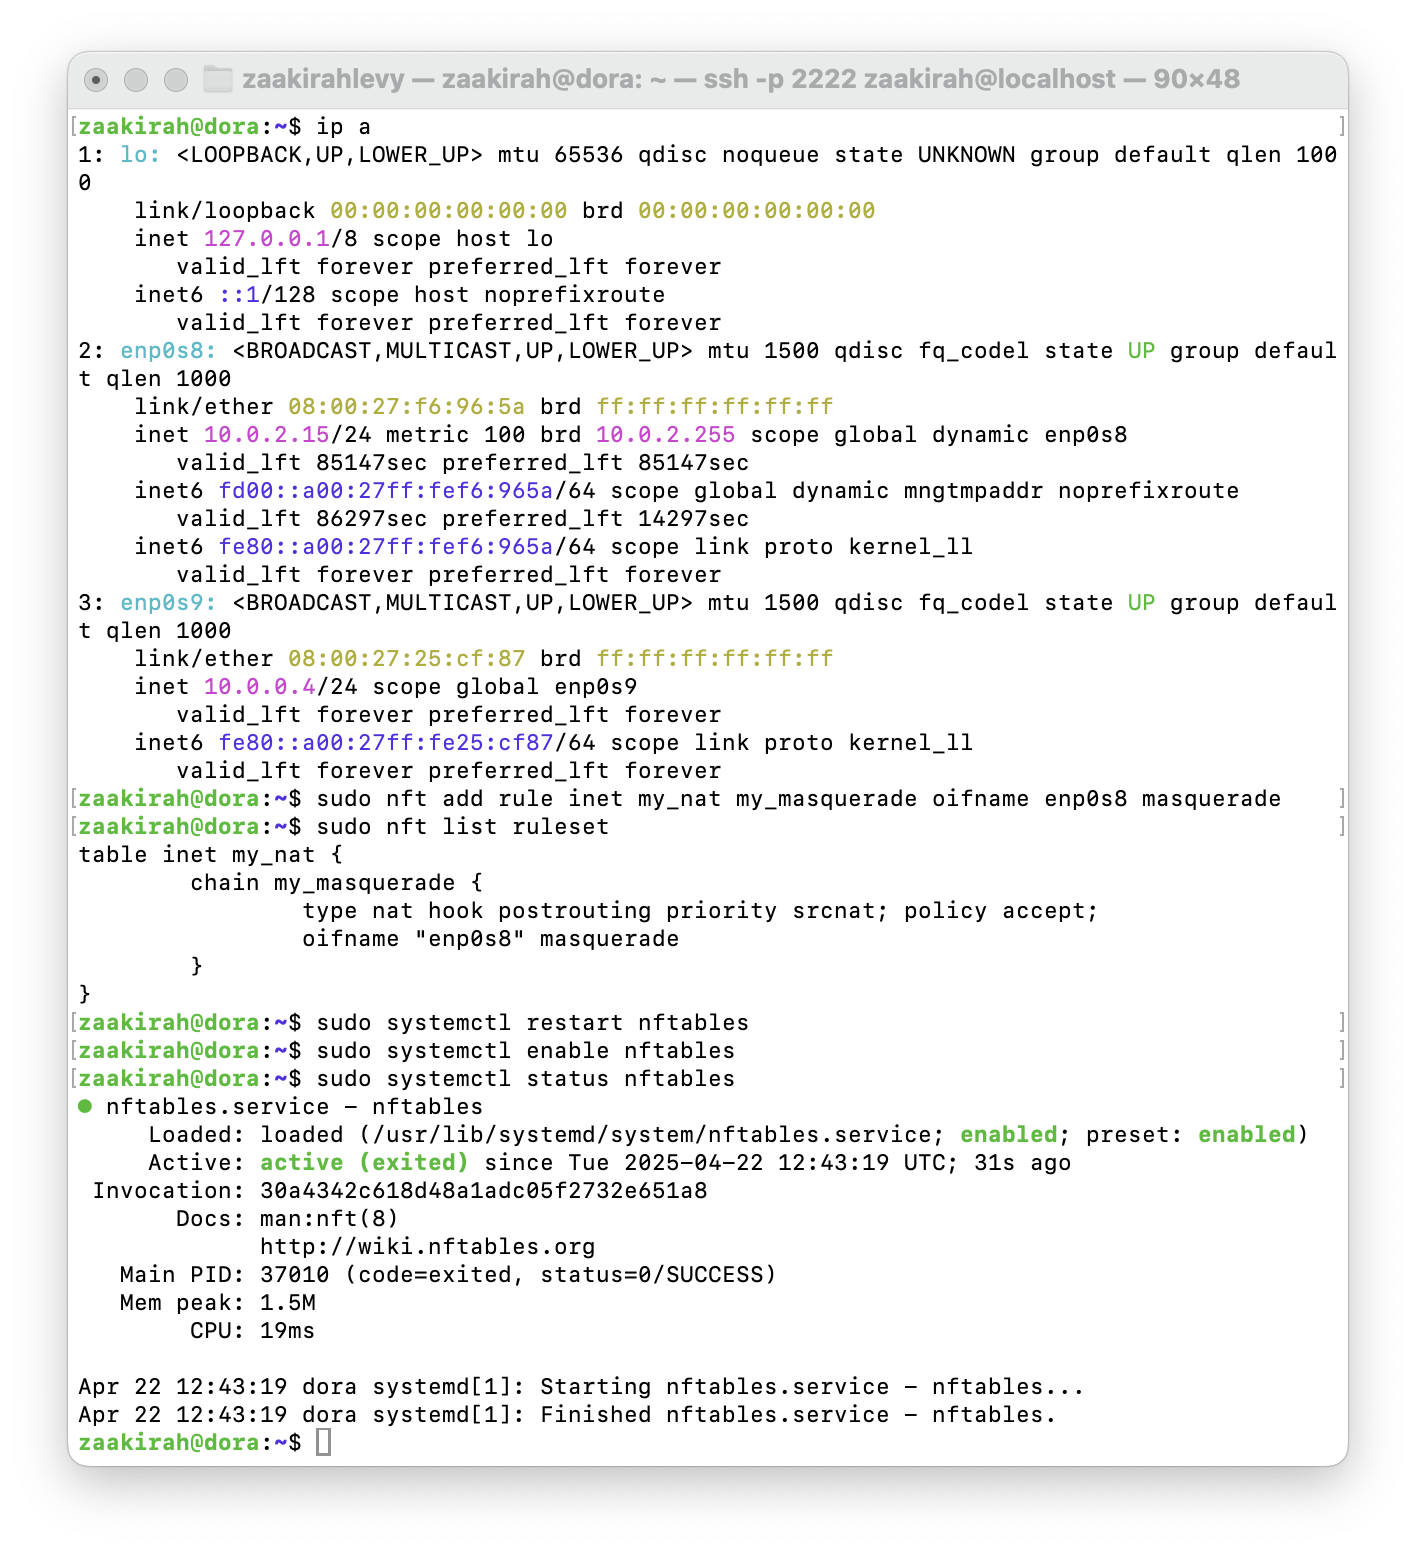 zaakirahlevy — zaakirah@dora: ~ — ssh -p 2222 zaakirah@localhost — 90×48
[zaakirah@dora:~$ ip a ]
1: lo: <LOOPBACK,UP,LOWER_UP> mtu 65536 qdisc noqueue state UNKNOWN group default qlen 100
0
    link/loopback 00:00:00:00:00:00 brd 00:00:00:00:00:00
    inet 127.0.0.1/8 scope host lo
       valid_lft forever preferred_lft forever
    inet6 ::1/128 scope host noprefixroute
       valid_lft forever preferred_lft forever
2: enp0s8: <BROADCAST,MULTICAST,UP,LOWER_UP> mtu 1500 qdisc fq_codel state UP group defaul
t qlen 1000
    link/ether 08:00:27:f6:96:5a brd ff:ff:ff:ff:ff:ff
    inet 10.0.2.15/24 metric 100 brd 10.0.2.255 scope global dynamic enp0s8
       valid_lft 85147sec preferred_lft 85147sec
    inet6 fd00::a00:27ff:fef6:965a/64 scope global dynamic mngtmpaddr noprefixroute
       valid_lft 86297sec preferred_lft 14297sec
    inet6 fe80::a00:27ff:fef6:965a/64 scope link proto kernel_ll
       valid_lft forever preferred_lft forever
3: enp0s9: <BROADCAST,MULTICAST,UP,LOWER_UP> mtu 1500 qdisc fq_codel state UP group defaul
t qlen 1000
    link/ether 08:00:27:25:cf:87 brd ff:ff:ff:ff:ff:ff
    inet 10.0.0.4/24 scope global enp0s9
       valid_lft forever preferred_lft forever
    inet6 fe80::a00:27ff:fe25:cf87/64 scope link proto kernel_ll
       valid_lft forever preferred_lft forever
[zaakirah@dora:~$ sudo nft add rule inet my_nat my_masquerade oifname enp0s8 masquerade ]
[zaakirah@dora:~$ sudo nft list ruleset ]
table inet my_nat {
        chain my_masquerade {
                type nat hook postrouting priority srcnat; policy accept;
                oifname "enp0s8" masquerade
        }
}
[zaakirah@dora:~$ sudo systemctl restart nftables ]
[zaakirah@dora:~$ sudo systemctl enable nftables ]
[zaakirah@dora:~$ sudo systemctl status nftables ]
● nftables.service - nftables
     Loaded: loaded (/usr/lib/systemd/system/nftables.service; enabled; preset: enabled)
     Active: active (exited) since Tue 2025-04-22 12:43:19 UTC; 31s ago
 Invocation: 30a4342c618d48a1adc05f2732e651a8
       Docs: man:nft(8)
             http://wiki.nftables.org
   Main PID: 37010 (code=exited, status=0/SUCCESS)
   Mem peak: 1.5M
        CPU: 19ms

Apr 22 12:43:19 dora systemd[1]: Starting nftables.service - nftables...
Apr 22 12:43:19 dora systemd[1]: Finished nftables.service - nftables.
zaakirah@dora:~$